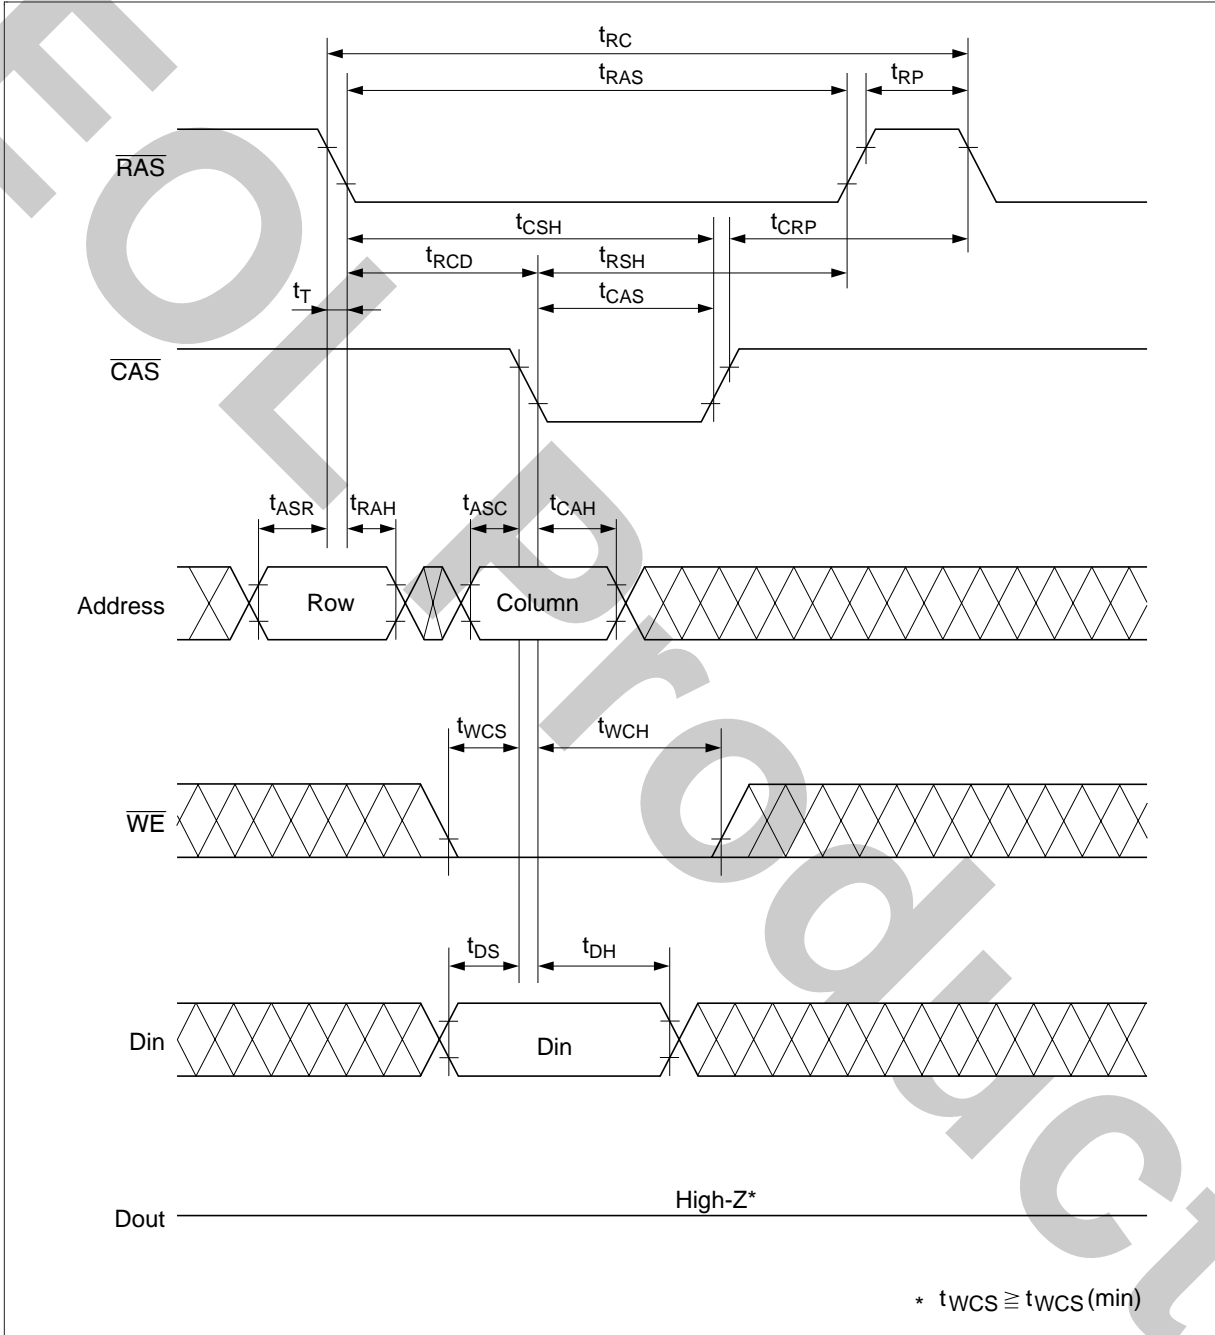 tRC
tRAS tRP
RAS
tCSH tCRP
tRCD tRSH
tT tCAS
CAS
tASR tRAH tASC tCAH
Address Row Column
tWCS tWCH
WE
tDS tDH
Din Din
High-Z*
Dout
* tWCS ≧ tWCS(min)
EOL Product